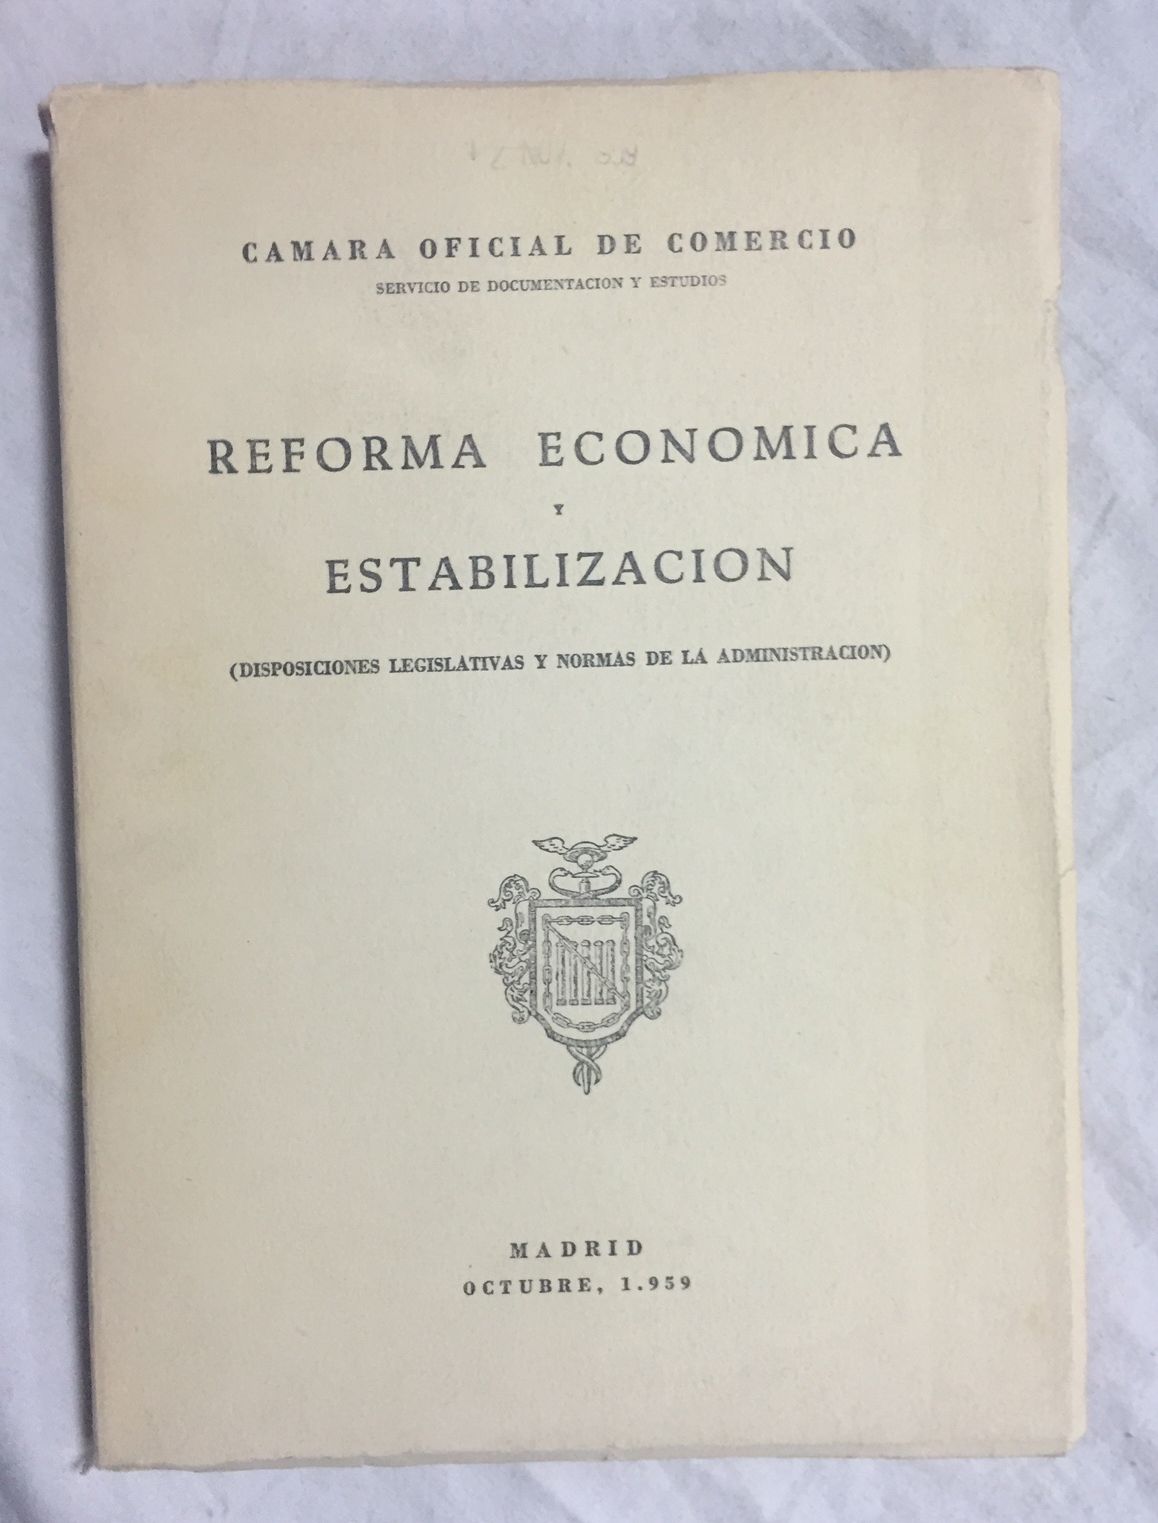 CAMARA OFICIAL DE COMERCIO
SERVICIO DE DOCUMENTACION Y ESTUDIOS
REFORMA ECONOMICA
Y
ESTABILIZACION
(DISPOSICIONES LEGISLATIVAS Y NORMAS DE LA ADMINISTRACION)
MADRID
OCTUBRE, 1.959